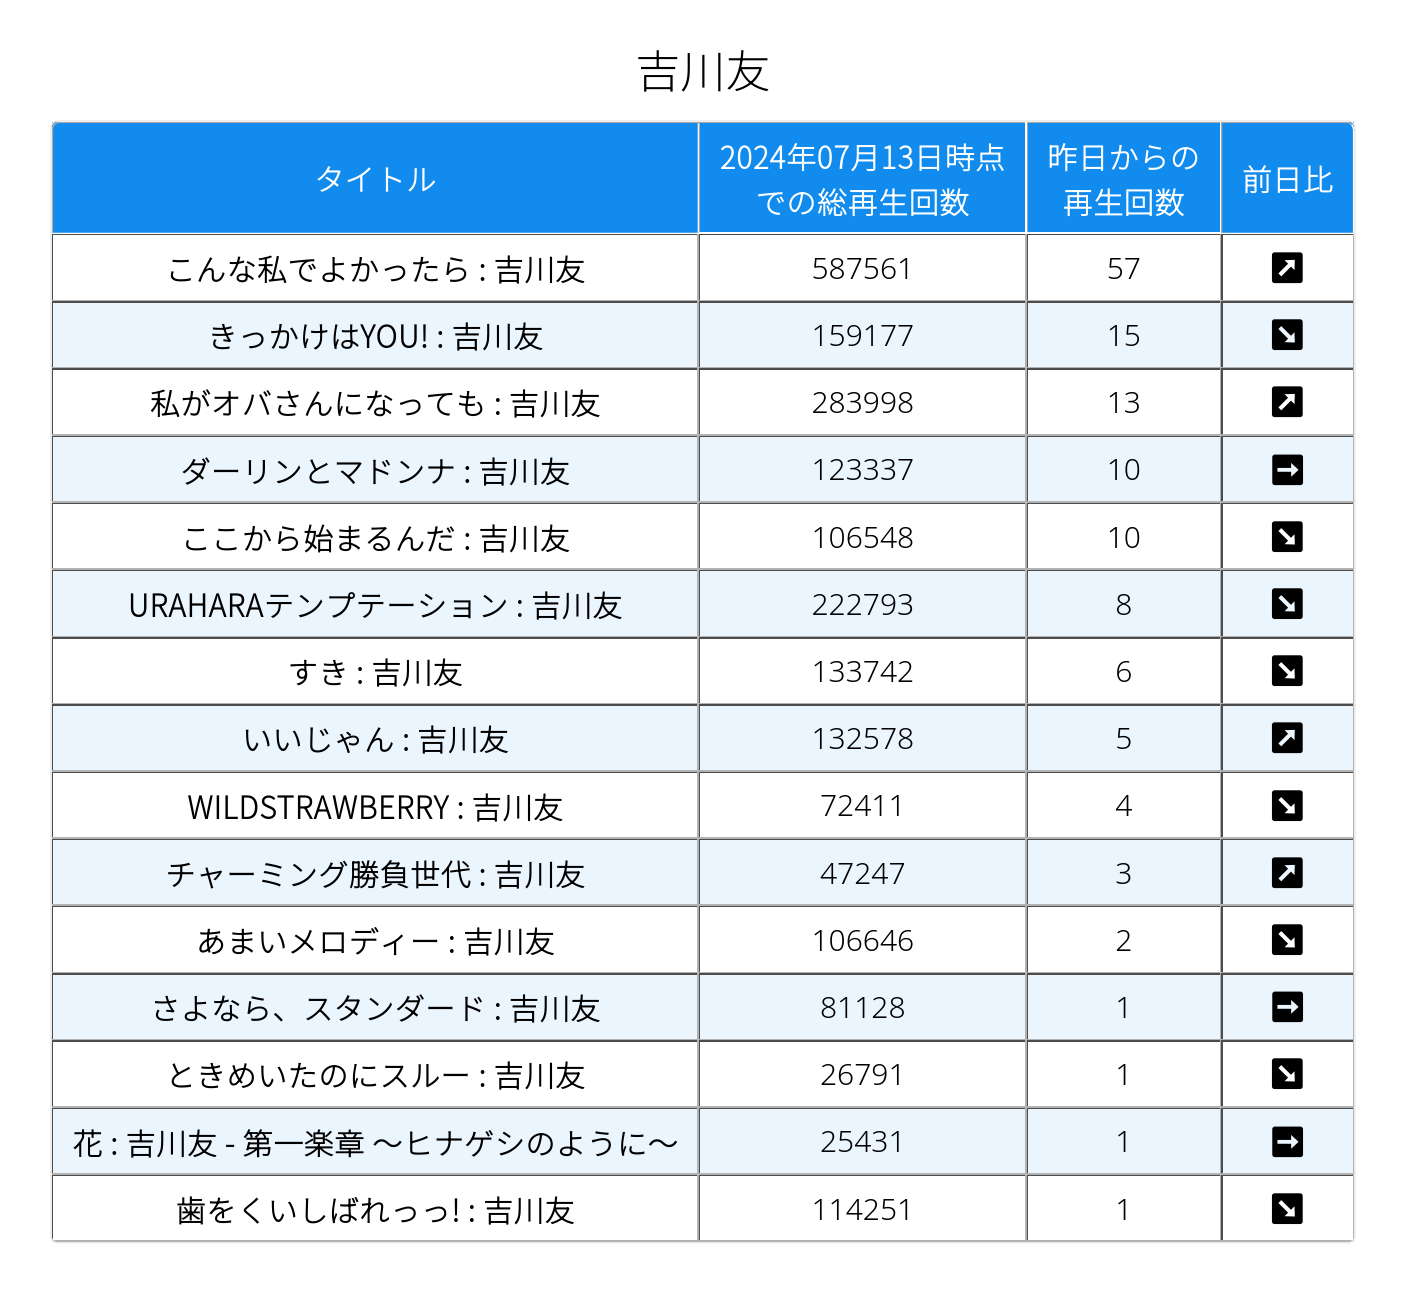 吉川友
タイトル 2024年07月13日時点での総再生回数 昨日からの再生回数 前日比
こんな私でよかったら : 吉川友 587561 57 ↗
きっかけはYOU! : 吉川友 159177 15 ↘
私がオバさんになっても : 吉川友 283998 13 ↗
ダーリンとマドンナ : 吉川友 123337 10 →
ここから始まるんだ : 吉川友 106548 10 ↘
URAHARAテンプテーション : 吉川友 222793 8 ↘
すき : 吉川友 133742 6 ↘
いいじゃん : 吉川友 132578 5 ↗
WILDSTRAWBERRY : 吉川友 72411 4 ↘
チャーミング勝負世代 : 吉川友 47247 3 ↗
あまいメロディー : 吉川友 106646 2 ↘
さよなら、スタンダード : 吉川友 81128 1 →
ときめいたのにスルー : 吉川友 26791 1 ↘
花 : 吉川友 - 第一楽章 〜ヒナゲシのように〜 25431 1 →
歯をくいしばれっっ! : 吉川友 114251 1 ↘